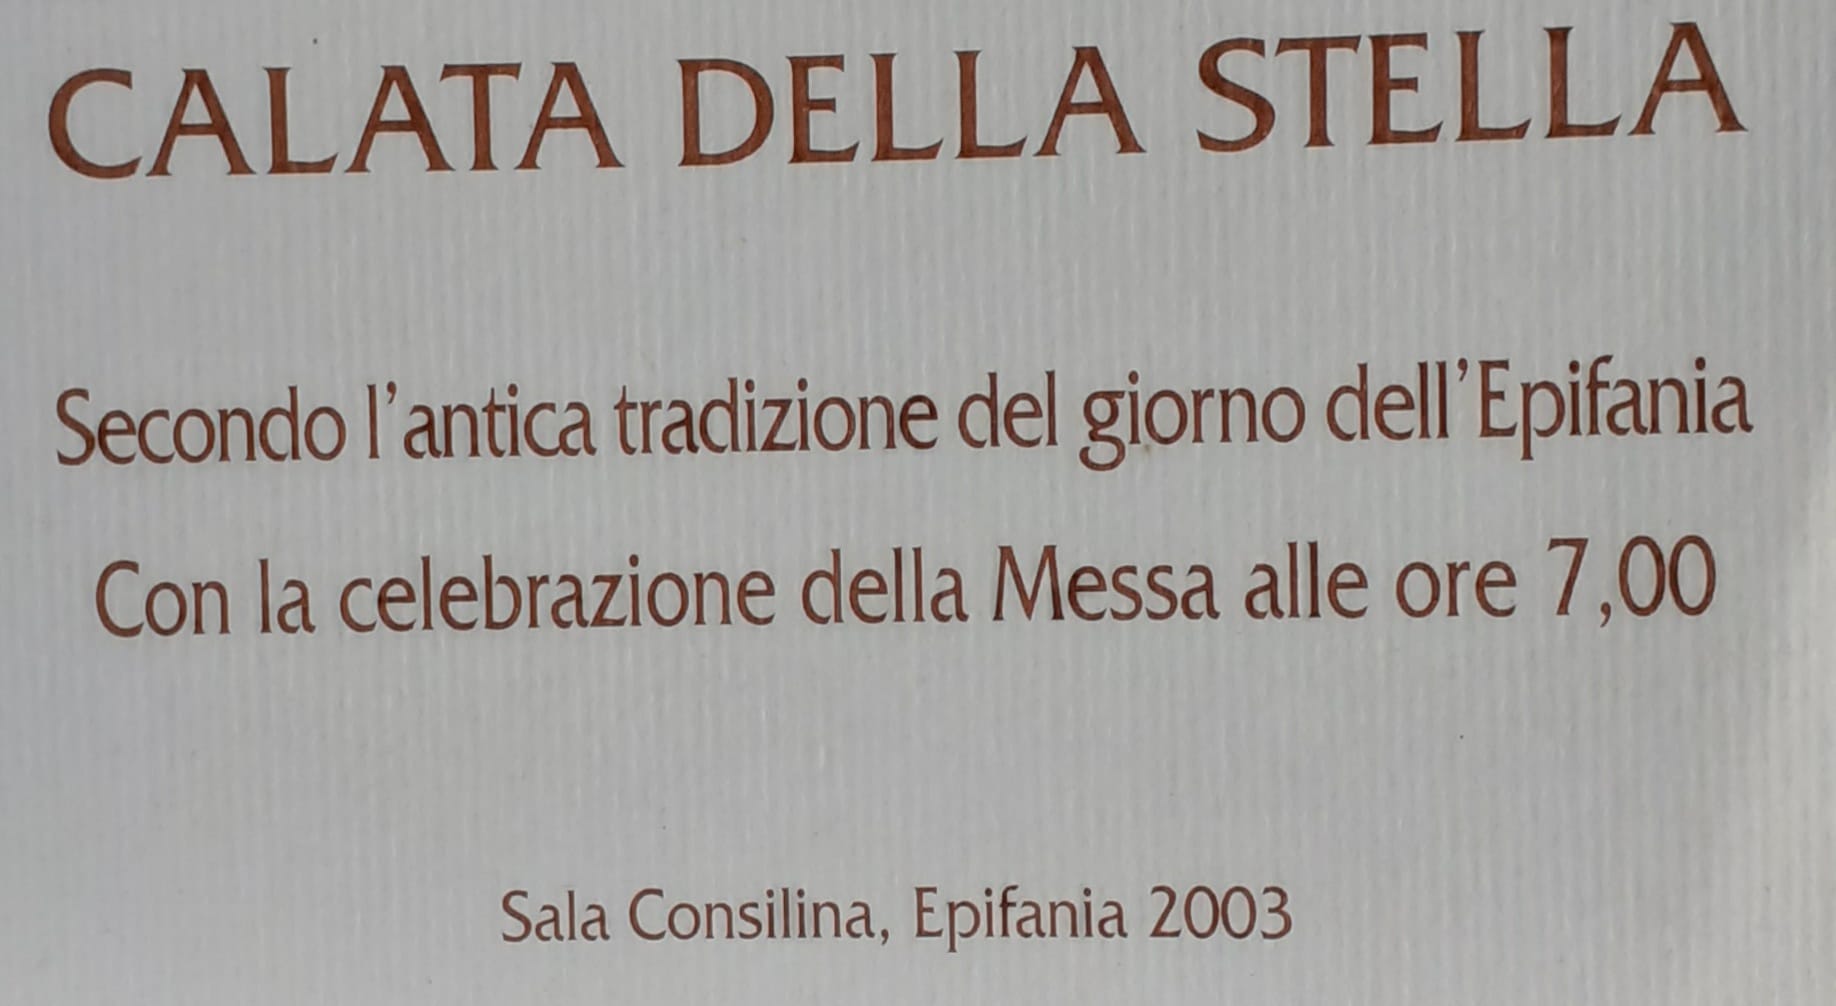 CALATA DELLA STELLA
Secondo l'antica tradizione del giorno dell'Epifania
Con la celebrazione della Messa alle ore 7,00
Sala Consilina, Epifania 2003